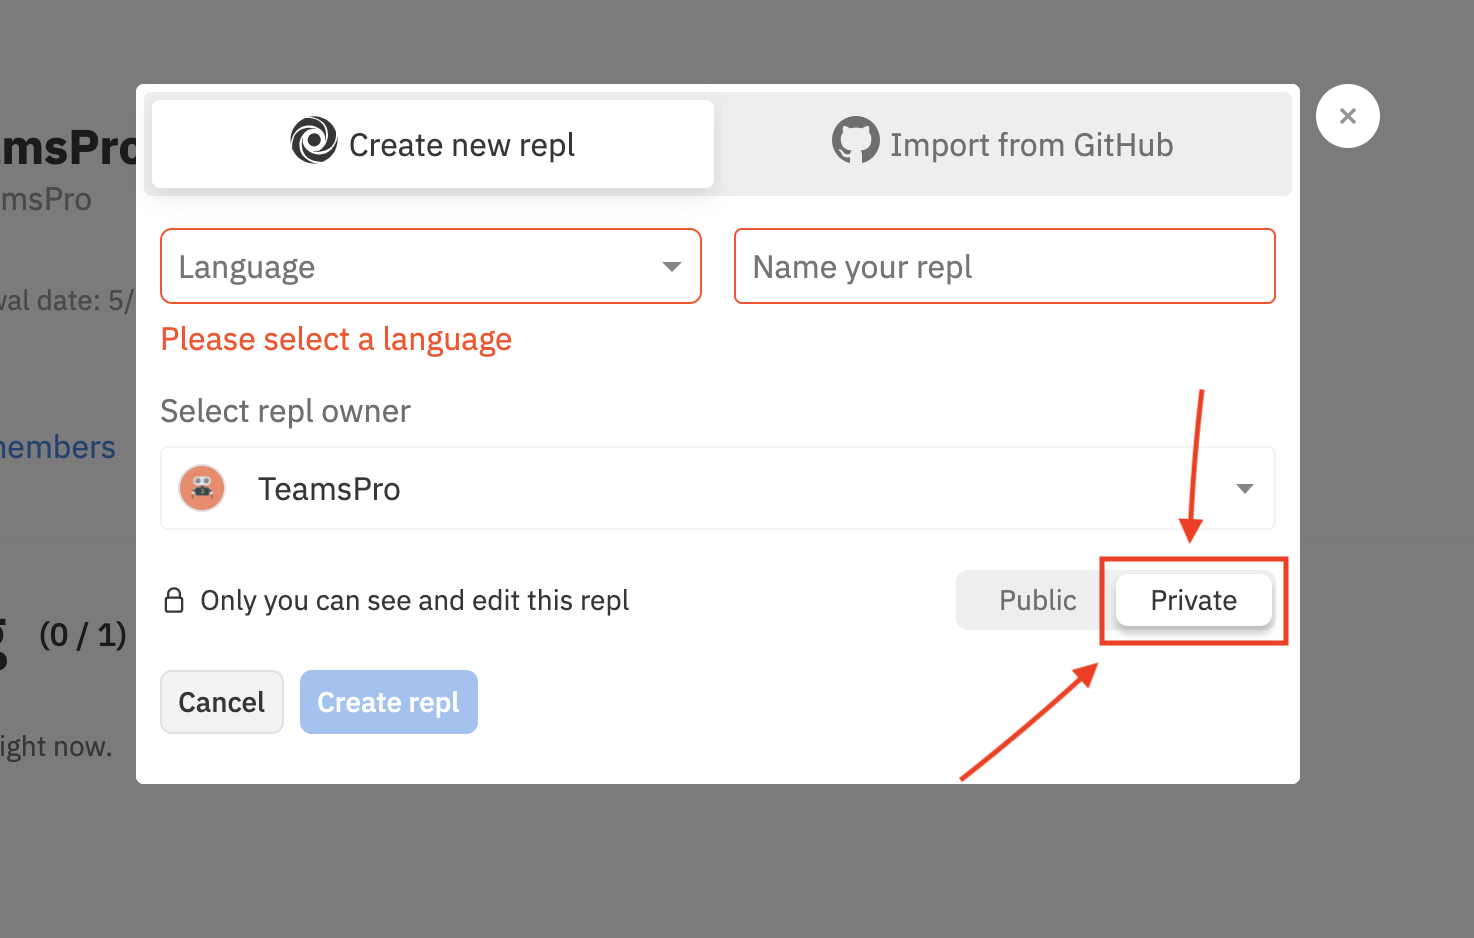 Create new repl
Import from GitHub
Language
Name your repl
Please select a language
Select repl owner
TeamsPro
Only you can see and edit this repl
Public
Private
Cancel
Create repl
msPro
msPro
val date: 5/
members
(0 / 1)
ight now.